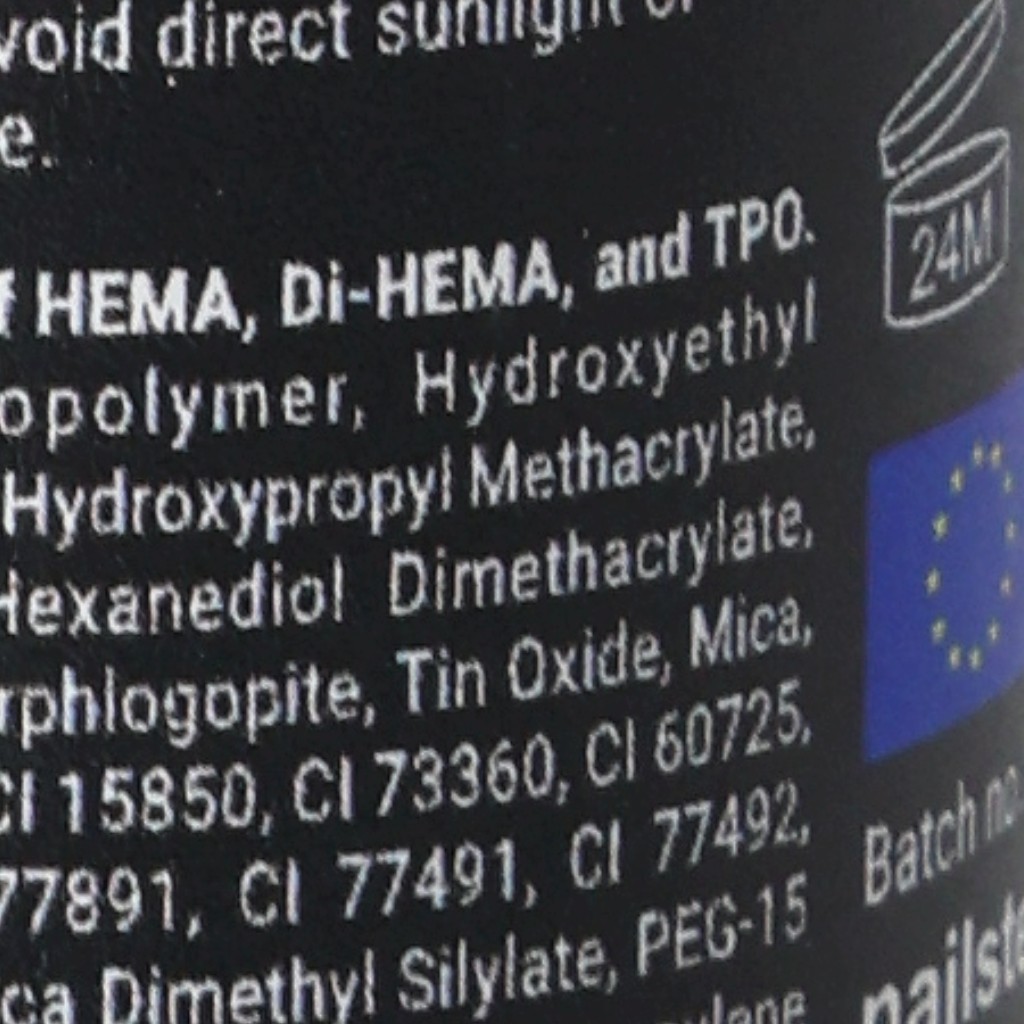 void direct sunlight or
e.
f HEMA, Di-HEMA, and TPO.
opolymer, Hydroxyethyl
Hydroxypropyl Methacrylate,
Hexanediol Dimethacrylate,
rphlogopite, Tin Oxide, Mica,
CI 15850, CI 73360, CI 60725,
77891, CI 77491, CI 77492,
ca Dimethyl Silylate, PEG-15
ylene
24M
Batch no.
nailst